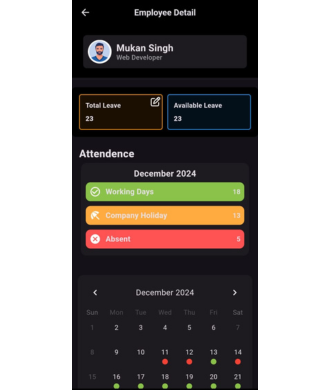 Employee Detail
Mukan Singh
Web Developer
Total Leave
23
Available Leave
23
Attendence
December 2024
Working Days 18
Company Holiday 13
Absent 5
December 2024
Sun Mon Tue Wed Thu Fri Sat
1 2 3 4 5 6 7
8 9 10 11 12 13 14
15 16 17 18 19 20 21